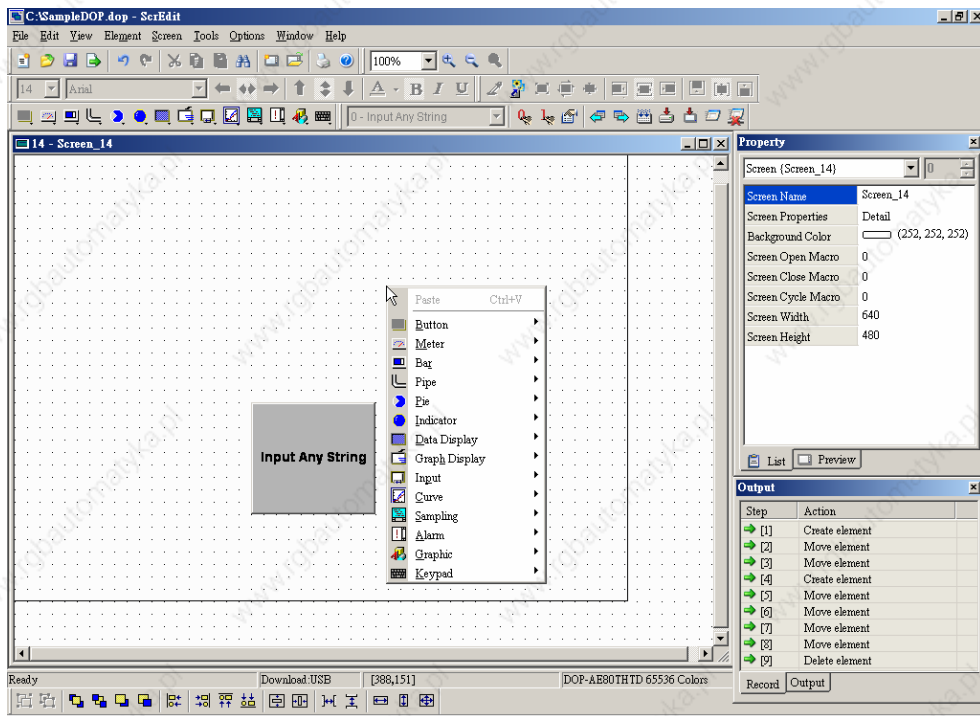 C:\SampleDOP.dop - ScrEdit
File Edit View Element Screen Tools Options Window Help
100%
14 Arial
A B I U
0 - Input Any String
14 - Screen_14
Input Any String
Paste Ctrl+V
Button
Meter
Bar
Pipe
Pie
Indicator
Data Display
Graph Display
Input
Curve
Sampling
Alarm
Graphic
Keypad
Property
Screen {Screen_14} 0
Screen Name Screen_14
Screen Properties Detail
Background Color (252, 252, 252)
Screen Open Macro 0
Screen Close Macro 0
Screen Cycle Macro 0
Screen Width 640
Screen Height 480
List Preview
Output
Step Action
[1] Create element
[2] Move element
[3] Move element
[4] Create element
[5] Move element
[6] Move element
[7] Move element
[8] Move element
[9] Delete element
Record Output
Ready Download:USB [388,151] DOP-AE80THTD 65536 Colors
www.rgbautomatyka.pl